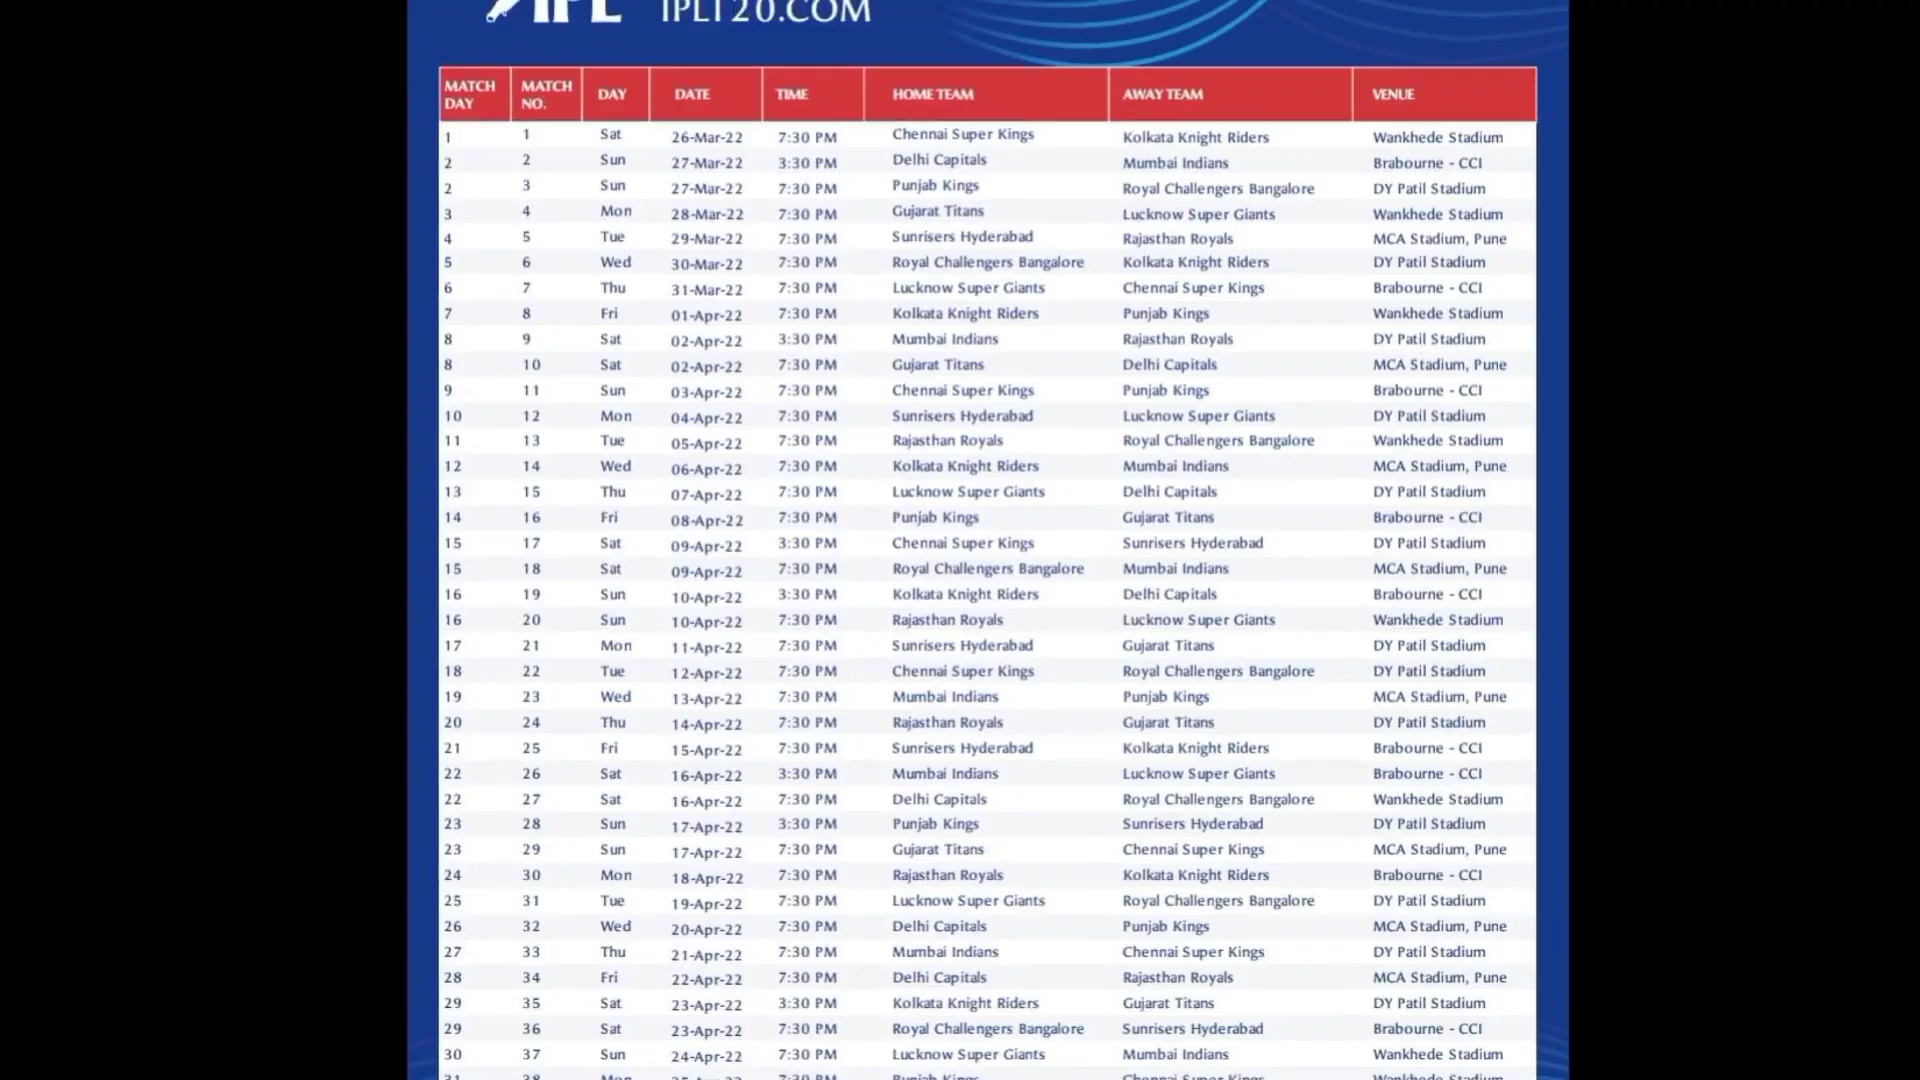 IPL IPLT20.COM
MATCH DAY MATCH NO. DAY DATE TIME HOME TEAM AWAY TEAM VENUE
1 1 Sat 26-Mar-22 7:30 PM Chennai Super Kings Kolkata Knight Riders Wankhede Stadium
2 2 Sun 27-Mar-22 3:30 PM Delhi Capitals Mumbai Indians Brabourne - CCI
2 3 Sun 27-Mar-22 7:30 PM Punjab Kings Royal Challengers Bangalore DY Patil Stadium
3 4 Mon 28-Mar-22 7:30 PM Gujarat Titans Lucknow Super Giants Wankhede Stadium
4 5 Tue 29-Mar-22 7:30 PM Sunrisers Hyderabad Rajasthan Royals MCA Stadium, Pune
5 6 Wed 30-Mar-22 7:30 PM Royal Challengers Bangalore Kolkata Knight Riders DY Patil Stadium
6 7 Thu 31-Mar-22 7:30 PM Lucknow Super Giants Chennai Super Kings Brabourne - CCI
7 8 Fri 01-Apr-22 7:30 PM Kolkata Knight Riders Punjab Kings Wankhede Stadium
8 9 Sat 02-Apr-22 3:30 PM Mumbai Indians Rajasthan Royals DY Patil Stadium
8 10 Sat 02-Apr-22 7:30 PM Gujarat Titans Delhi Capitals MCA Stadium, Pune
9 11 Sun 03-Apr-22 7:30 PM Chennai Super Kings Punjab Kings Brabourne - CCI
10 12 Mon 04-Apr-22 7:30 PM Sunrisers Hyderabad Lucknow Super Giants DY Patil Stadium
11 13 Tue 05-Apr-22 7:30 PM Rajasthan Royals Royal Challengers Bangalore Wankhede Stadium
12 14 Wed 06-Apr-22 7:30 PM Kolkata Knight Riders Mumbai Indians MCA Stadium, Pune
13 15 Thu 07-Apr-22 7:30 PM Lucknow Super Giants Delhi Capitals DY Patil Stadium
14 16 Fri 08-Apr-22 7:30 PM Punjab Kings Gujarat Titans Brabourne - CCI
15 17 Sat 09-Apr-22 3:30 PM Chennai Super Kings Sunrisers Hyderabad DY Patil Stadium
15 18 Sat 09-Apr-22 7:30 PM Royal Challengers Bangalore Mumbai Indians MCA Stadium, Pune
16 19 Sun 10-Apr-22 3:30 PM Kolkata Knight Riders Delhi Capitals Brabourne - CCI
16 20 Sun 10-Apr-22 7:30 PM Rajasthan Royals Lucknow Super Giants Wankhede Stadium
17 21 Mon 11-Apr-22 7:30 PM Sunrisers Hyderabad Gujarat Titans DY Patil Stadium
18 22 Tue 12-Apr-22 7:30 PM Chennai Super Kings Royal Challengers Bangalore DY Patil Stadium
19 23 Wed 13-Apr-22 7:30 PM Mumbai Indians Punjab Kings MCA Stadium, Pune
20 24 Thu 14-Apr-22 7:30 PM Rajasthan Royals Gujarat Titans DY Patil Stadium
21 25 Fri 15-Apr-22 7:30 PM Sunrisers Hyderabad Kolkata Knight Riders Brabourne - CCI
22 26 Sat 16-Apr-22 3:30 PM Mumbai Indians Lucknow Super Giants Brabourne - CCI
22 27 Sat 16-Apr-22 7:30 PM Delhi Capitals Royal Challengers Bangalore Wankhede Stadium
23 28 Sun 17-Apr-22 3:30 PM Punjab Kings Sunrisers Hyderabad DY Patil Stadium
23 29 Sun 17-Apr-22 7:30 PM Gujarat Titans Chennai Super Kings MCA Stadium, Pune
24 30 Mon 18-Apr-22 7:30 PM Rajasthan Royals Kolkata Knight Riders Brabourne - CCI
25 31 Tue 19-Apr-22 7:30 PM Lucknow Super Giants Royal Challengers Bangalore DY Patil Stadium
26 32 Wed 20-Apr-22 7:30 PM Delhi Capitals Punjab Kings MCA Stadium, Pune
27 33 Thu 21-Apr-22 7:30 PM Mumbai Indians Chennai Super Kings DY Patil Stadium
28 34 Fri 22-Apr-22 7:30 PM Delhi Capitals Rajasthan Royals MCA Stadium, Pune
29 35 Sat 23-Apr-22 3:30 PM Kolkata Knight Riders Gujarat Titans DY Patil Stadium
29 36 Sat 23-Apr-22 7:30 PM Royal Challengers Bangalore Sunrisers Hyderabad Brabourne - CCI
30 37 Sun 24-Apr-22 7:30 PM Lucknow Super Giants Mumbai Indians Wankhede Stadium